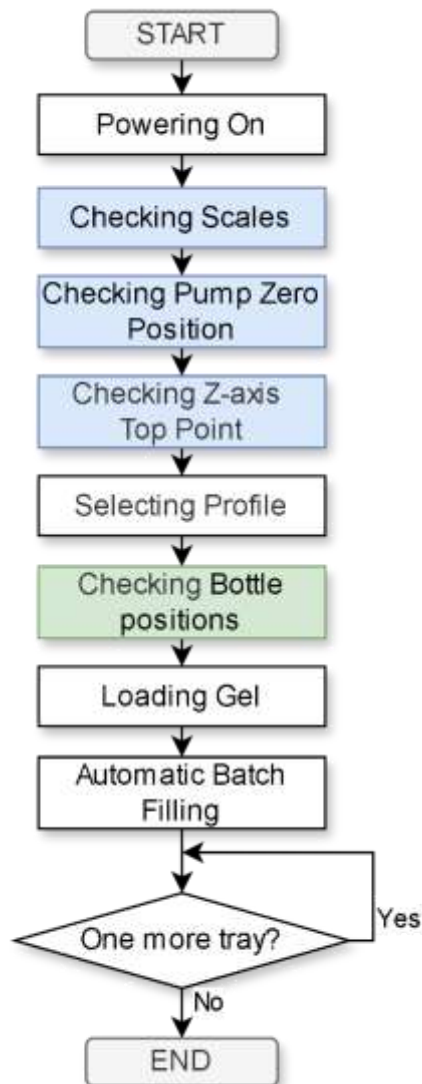 START
Powering On
Checking Scales
Checking Pump Zero
Position
Checking Z-axis
Top Point
Selecting Profile
Checking Bottle
positions
Loading Gel
Automatic Batch
Filling
One more tray?
Yes
No
END